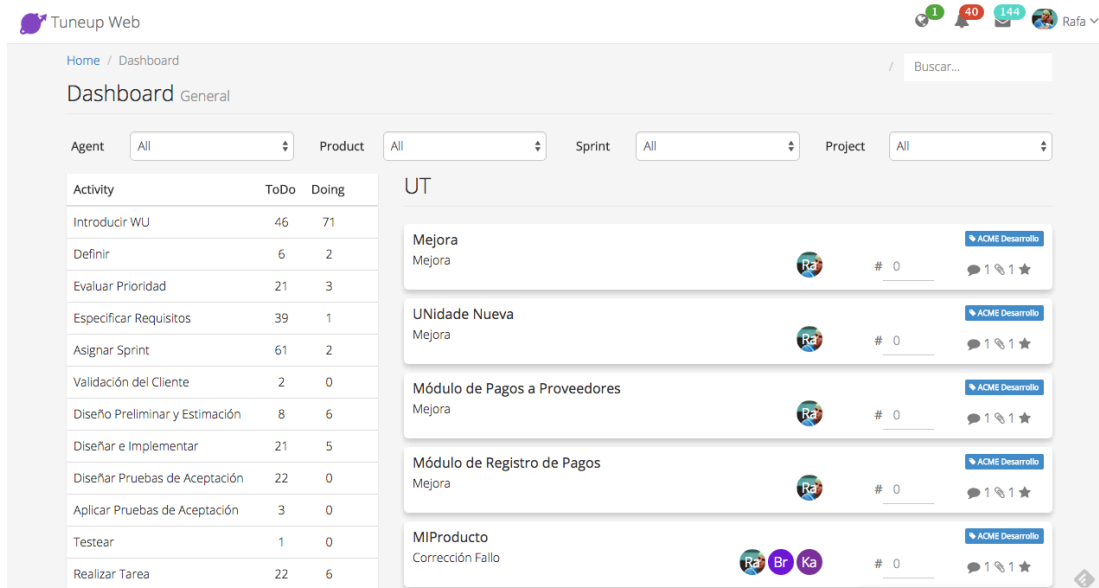 Tuneup Web
1
40
144
Rafa
Home / Dashboard
/ Buscar...
Dashboard General
Agent All Product All Sprint All Project All
Activity ToDo Doing
Introducir WU 46 71
Definir 6 2
Evaluar Prioridad 21 3
Especificar Requisitos 39 1
Asignar Sprint 61 2
Validación del Cliente 2 0
Diseño Preliminar y Estimación 8 6
Diseñar e Implementar 21 5
Diseñar Pruebas de Aceptación 22 0
Aplicar Pruebas de Aceptación 3 0
Testear 1 0
Realizar Tarea 22 6
UT
Mejora
ACME Desarrollo
Mejora
Ra # 0 1 1
UNidade Nueva
ACME Desarrollo
Mejora
Ra # 0 1 1
Módulo de Pagos a Proveedores
ACME Desarrollo
Mejora
Ra # 0 1 1
Módulo de Registro de Pagos
ACME Desarrollo
Mejora
Ra # 0 1 1
MIProducto
ACME Desarrollo
Corrección Fallo
Ra Br Ka # 0 1 1